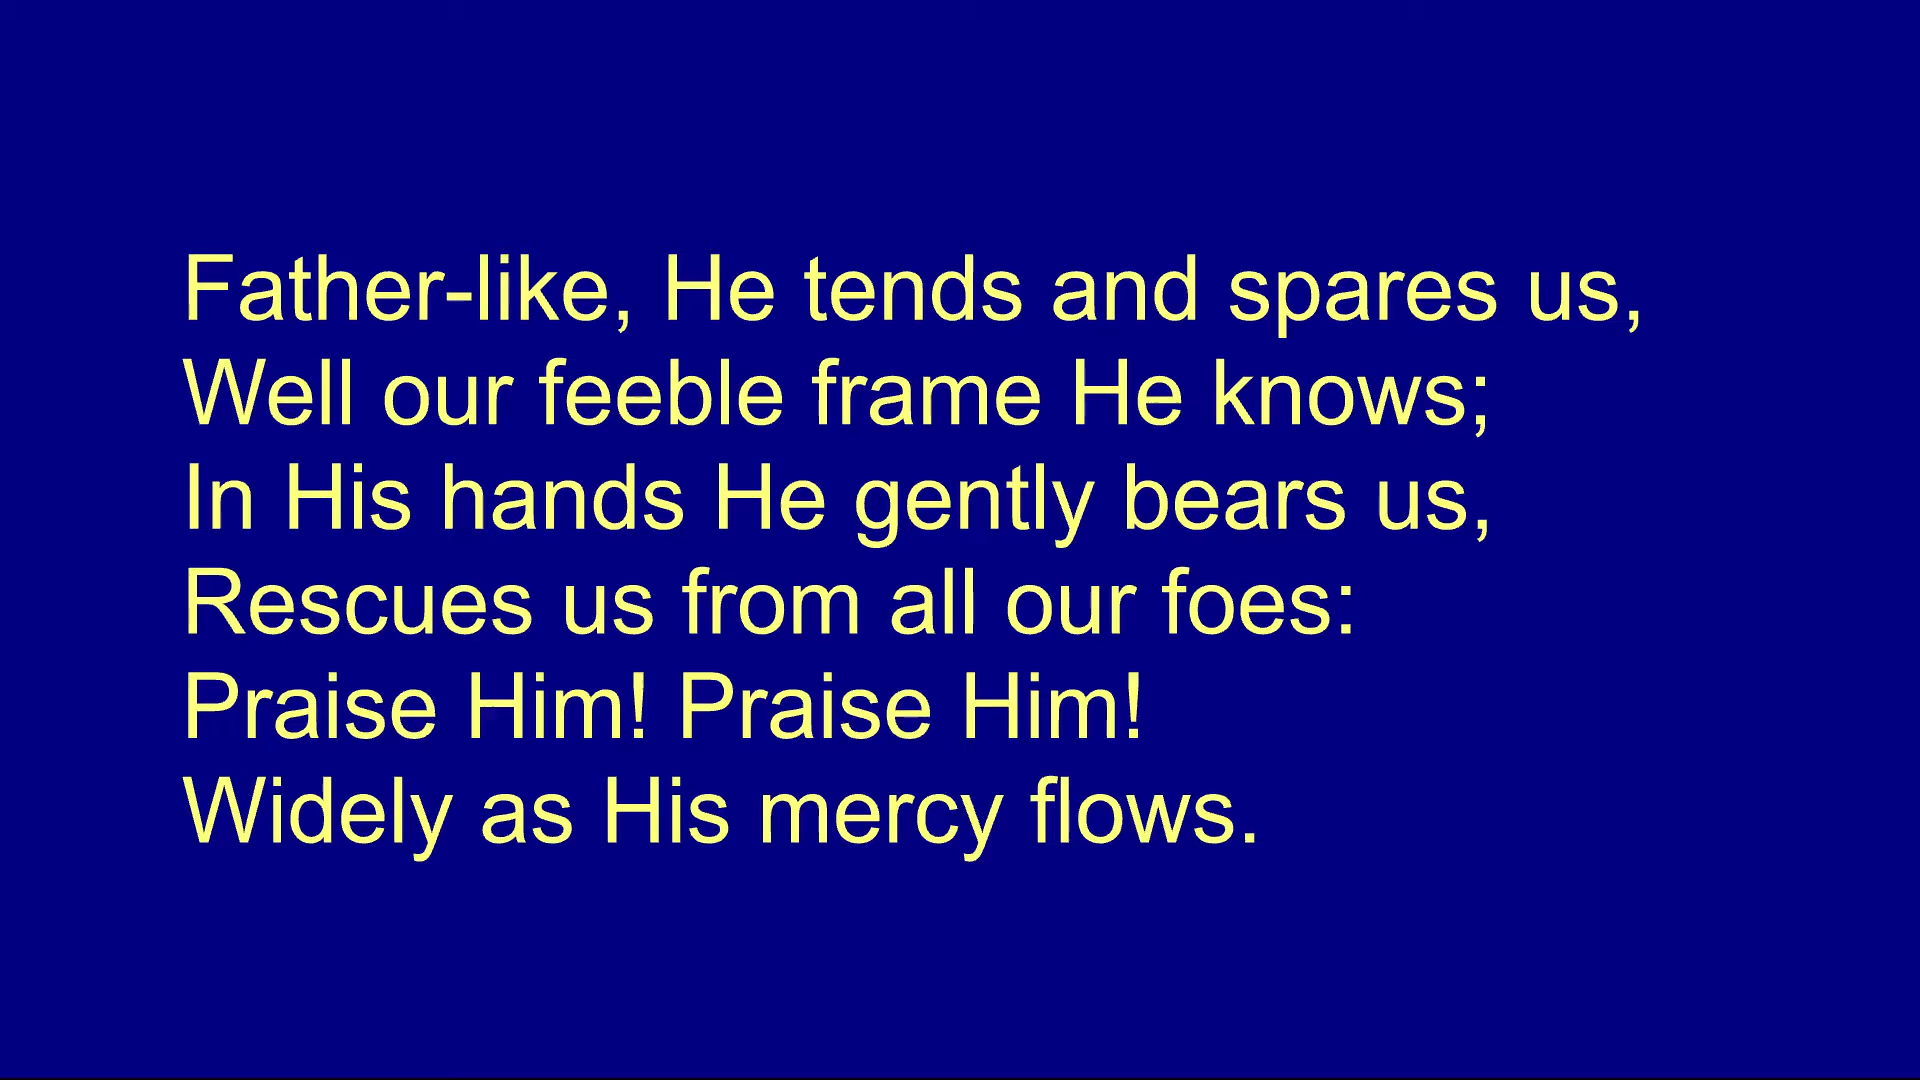 Father-like, He tends and spares us,
Well our feeble frame He knows;
In His hands He gently bears us,
Rescues us from all our foes:
Praise Him! Praise Him!
Widely as His mercy flows.